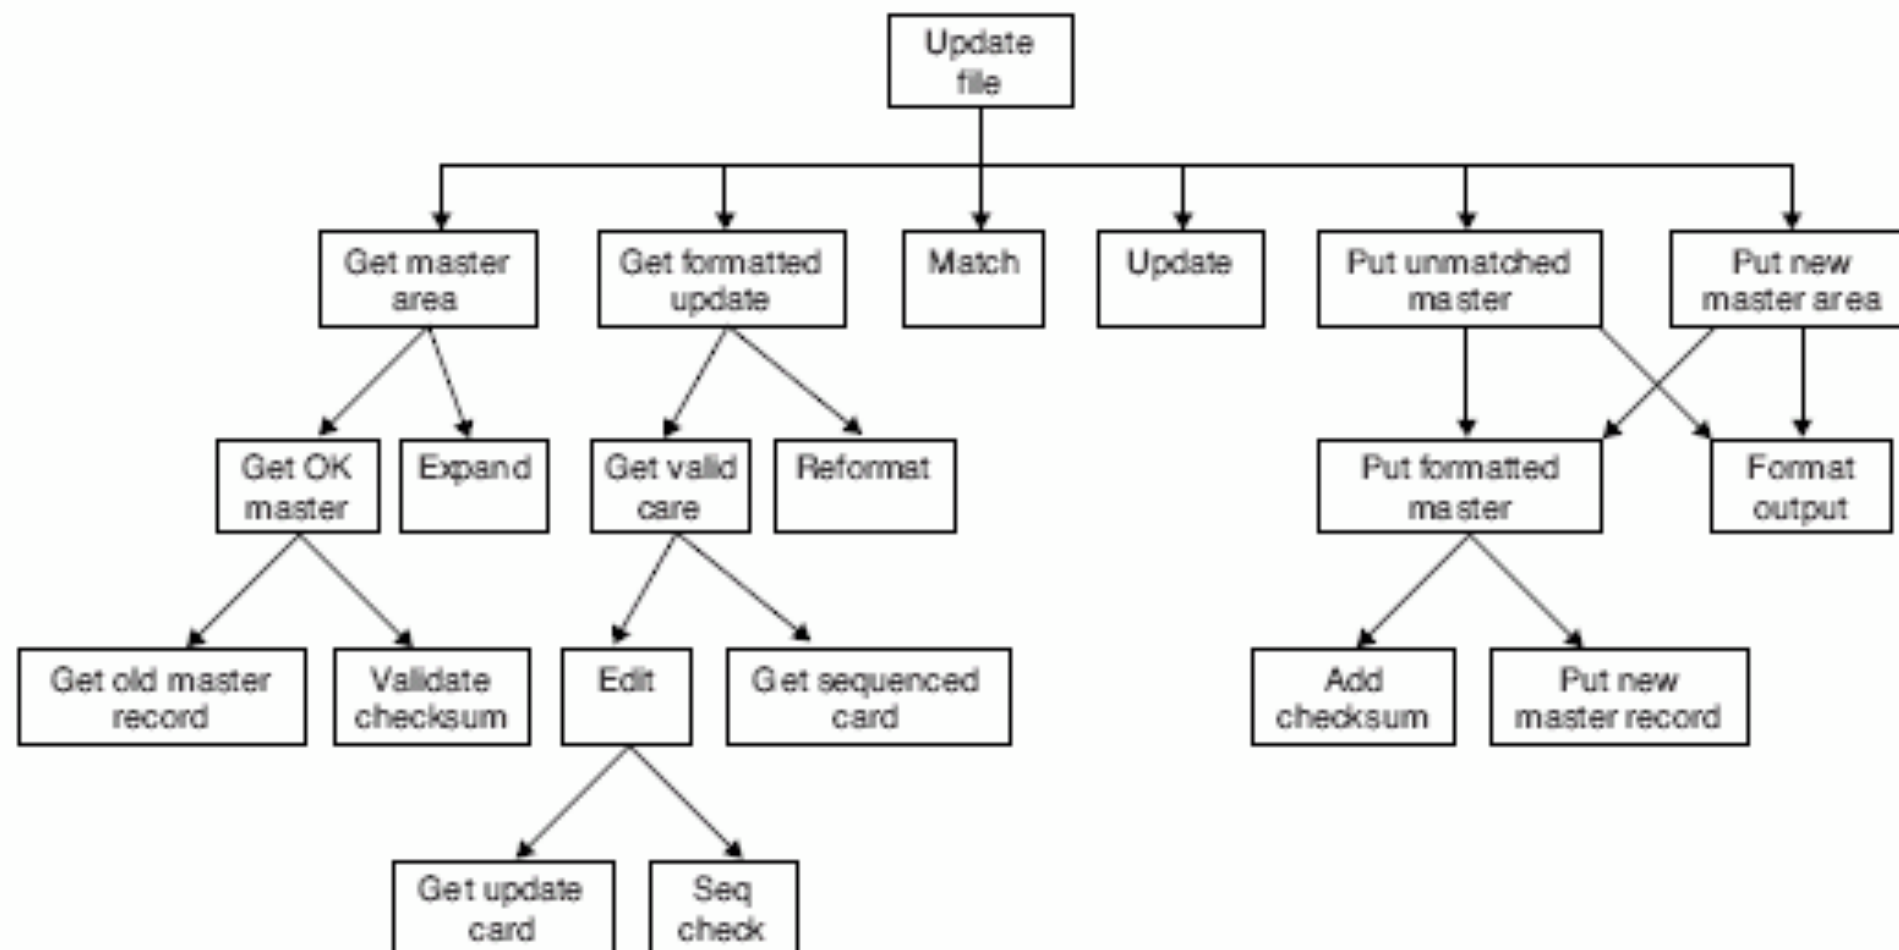 Update
file
Get master
area
Get formatted
update
Match
Update
Put unmatched
master
Put new
master area
Get OK
master
Expand
Get valid
care
Reformat
Put formatted
master
Format
output
Get old master
record
Validate
checksum
Edit
Get sequenced
card
Add
checksum
Put new
master record
Get update
card
Seq
check